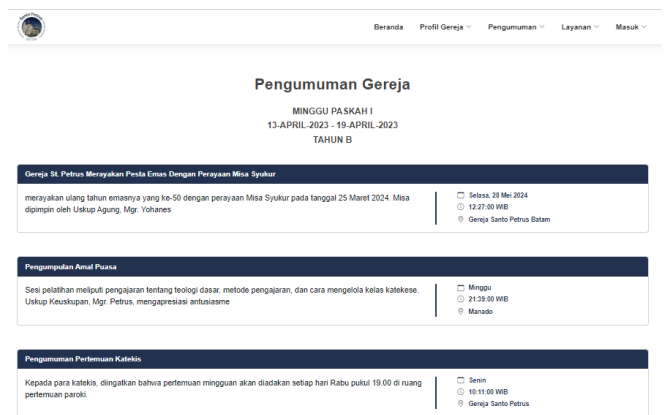 Beranda Profil Gereja Pengumuman Layanan Masuk
Pengumuman Gereja
MINGGU PASKAH I
13-APRIL-2023 - 19-APRIL-2023
TAHUN B
Gereja St. Petrus Merayakan Pesta Emas Dengan Perayaan Misa Syukur
merayakan ulang tahun emasnya yang ke-50 dengan perayaan Misa Syukur pada tanggal 25 Maret 2024. Misa
dipimpin oleh Uskup Agung, Mgr. Yohanes
Selasa, 28 Mei 2024
12:27:00 WIB
Gereja Santo Petrus Batam
Pengumpulan Amal Puasa
Sesi pelatihan meliputi pengajaran tentang teologi dasar, metode pengajaran, dan cara mengelola kelas katekese.
Uskup Keuskupan, Mgr. Petrus, mengapresiasi antusiasme
Minggu
21:39:00 WIB
Manado
Pengumuman Pertemuan Katekis
Kepada para katekis, diingatkan bahwa pertemuan mingguan akan diadakan setiap hari Rabu pukul 19.00 di ruang
pertemuan paroki.
Senin
10:11:00 WIB
Gereja Santo Petrus